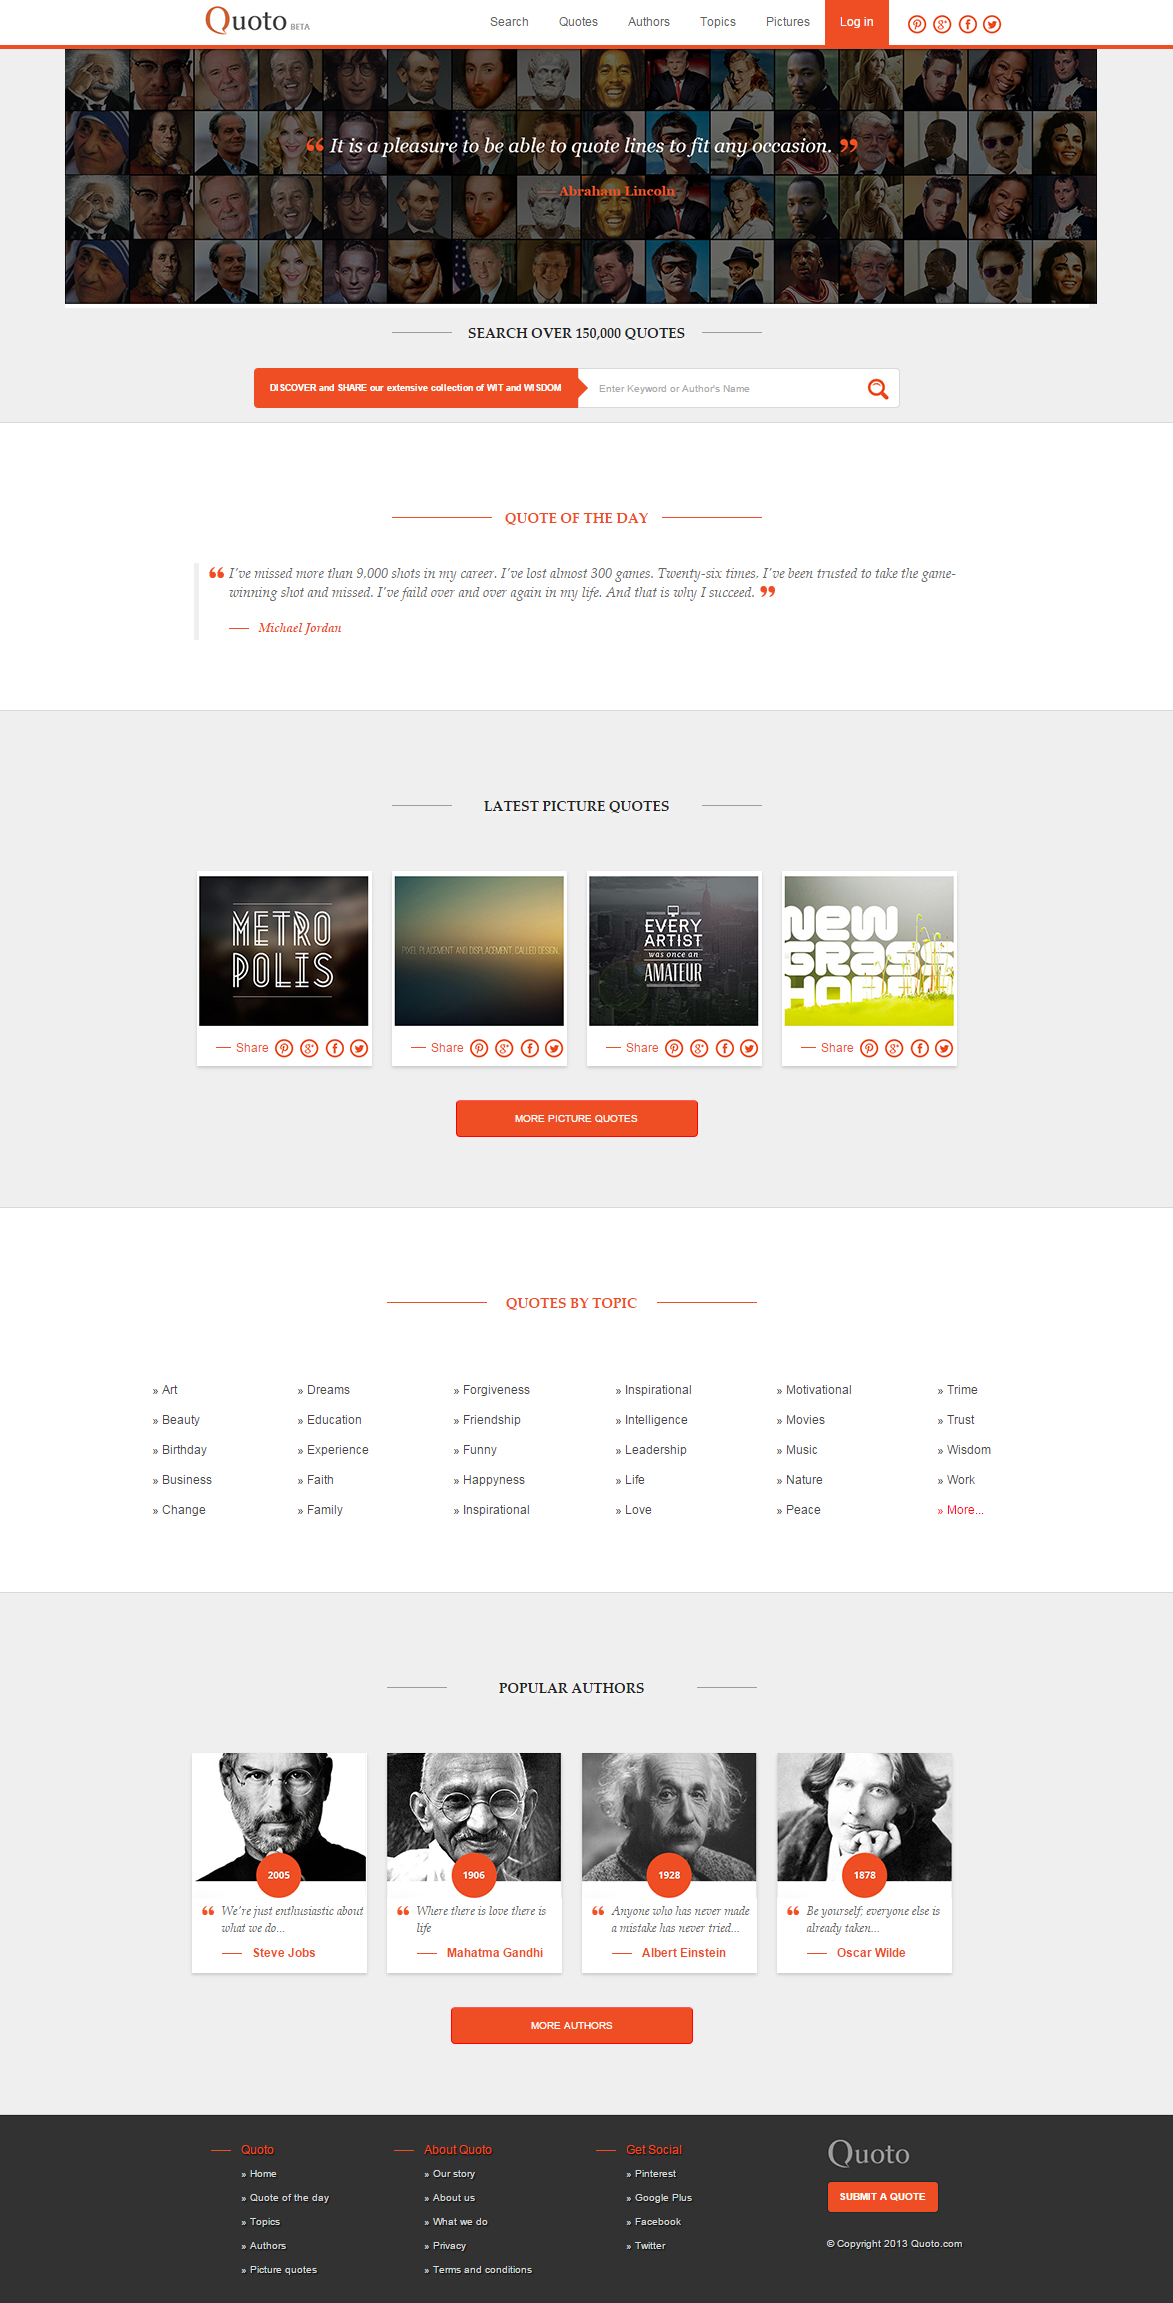 Quoto BETA
Search Quotes Authors Topics Pictures Log in
“ It is a pleasure to be able to quote lines to fit any occasion. ”
Abraham Lincoln
SEARCH OVER 150,000 QUOTES
DISCOVER and SHARE our extensive collection of WIT and WISDOM
Enter Keyword or Author's Name
QUOTE OF THE DAY
“ I've missed more than 9,000 shots in my career. I've lost almost 300 games. Twenty-six times, I've been trusted to take the game-
winning shot and missed. I've faild over and over again in my life. And that is why I succeed. ”
Michael Jordan
LATEST PICTURE QUOTES
METRO
POLIS
PIXEL PLACEMENT AND DISPLACEMENT, CALLED DESIGN.
EVERY
ARTIST
was once an
AMATEUR
NEW
GRASS
HOPE
Share
Share
Share
Share
MORE PICTURE QUOTES
QUOTES BY TOPIC
» Art » Dreams » Forgiveness » Inspirational » Motivational » Trime
» Beauty » Education » Friendship » Intelligence » Movies » Trust
» Birthday » Experience » Funny » Leadership » Music » Wisdom
» Business » Faith » Happyness » Life » Nature » Work
» Change » Family » Inspirational » Love » Peace » More...
POPULAR AUTHORS
2005
“ We're just enthusiastic about
what we do...
Steve Jobs
1906
“ Where there is love there is
life
Mahatma Gandhi
1928
“ Anyone who has never made
a mistake has never tried...
Albert Einstein
1878
“ Be yourself; everyone else is
already taken...
Oscar Wilde
MORE AUTHORS
Quoto
» Home
» Quote of the day
» Topics
» Authors
» Picture quotes
About Quoto
» Our story
» About us
» What we do
» Privacy
» Terms and conditions
Get Social
» Pinterest
» Google Plus
» Facebook
» Twitter
Quoto
SUBMIT A QUOTE
© Copyright 2013 Quoto.com